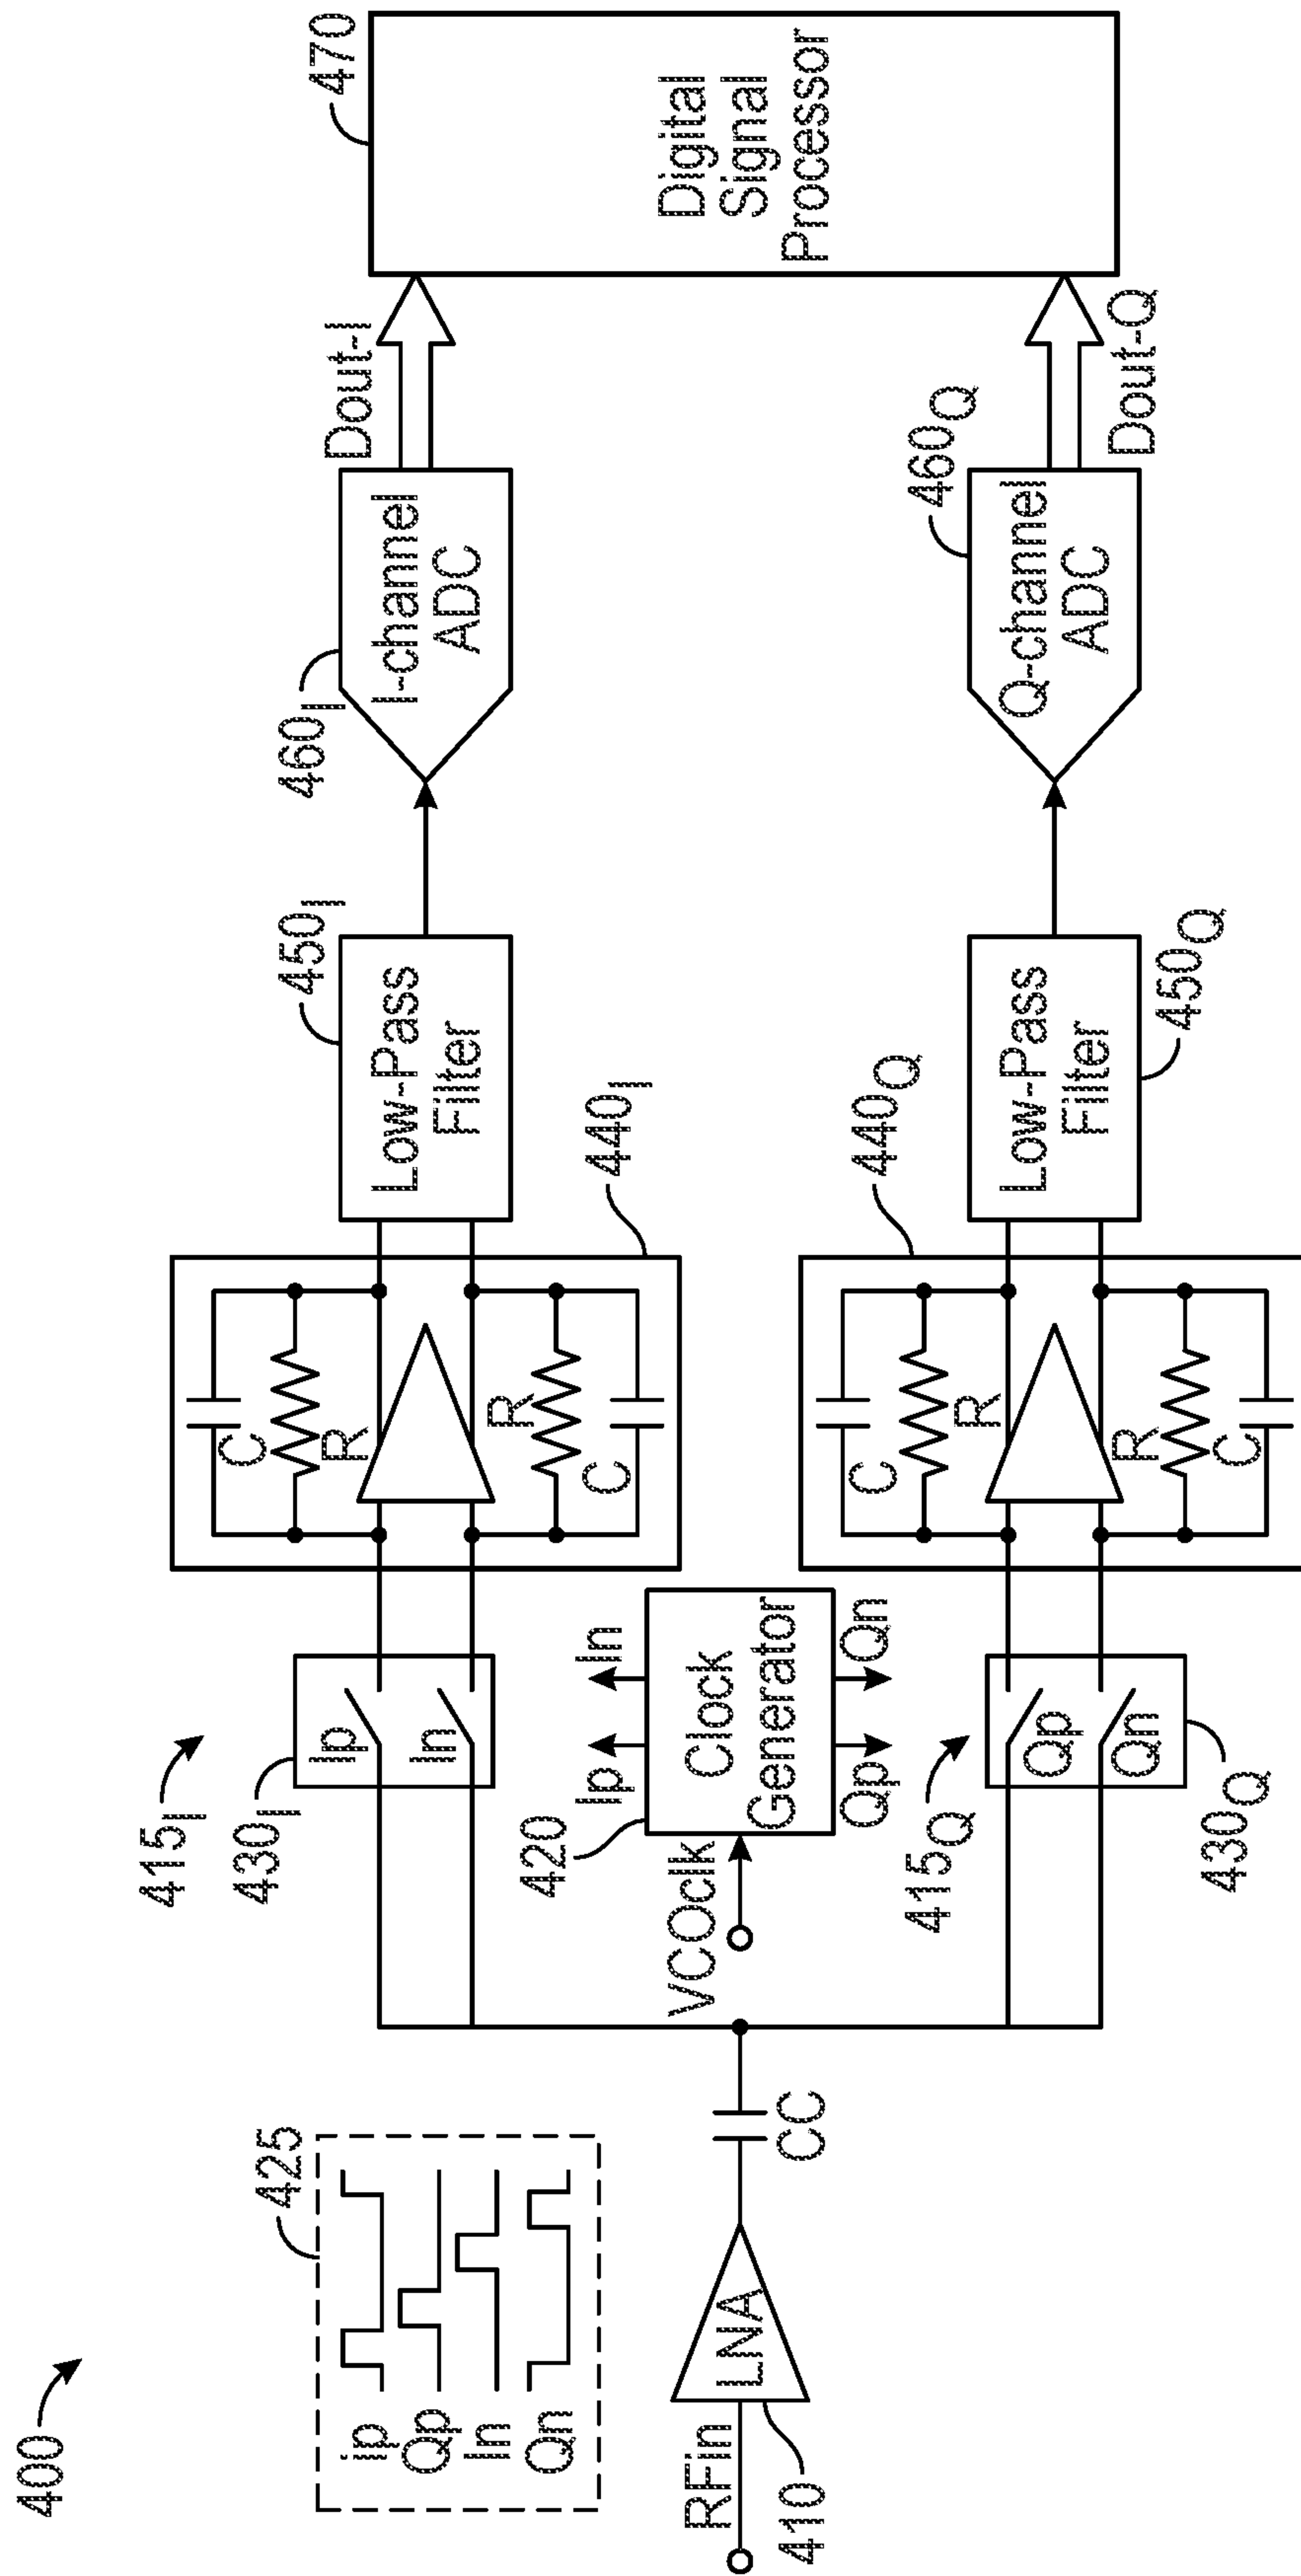 400
425
ip
Qp
In
Qn
RFin
LNA
410
CC
415I
430I
Ip
In
420
VCOclk
Clock
Generator
Ip
In
Qp
Qn
415Q
Qp
Qn
430Q
C
R
R
C
440I
C
R
R
C
440Q
Low-Pass
Filter
450I
Low-Pass
Filter
450Q
460I
I-channel
ADC
Dout-I
460Q
Q-channel
ADC
Dout-Q
470
Digital
Signal
Processor